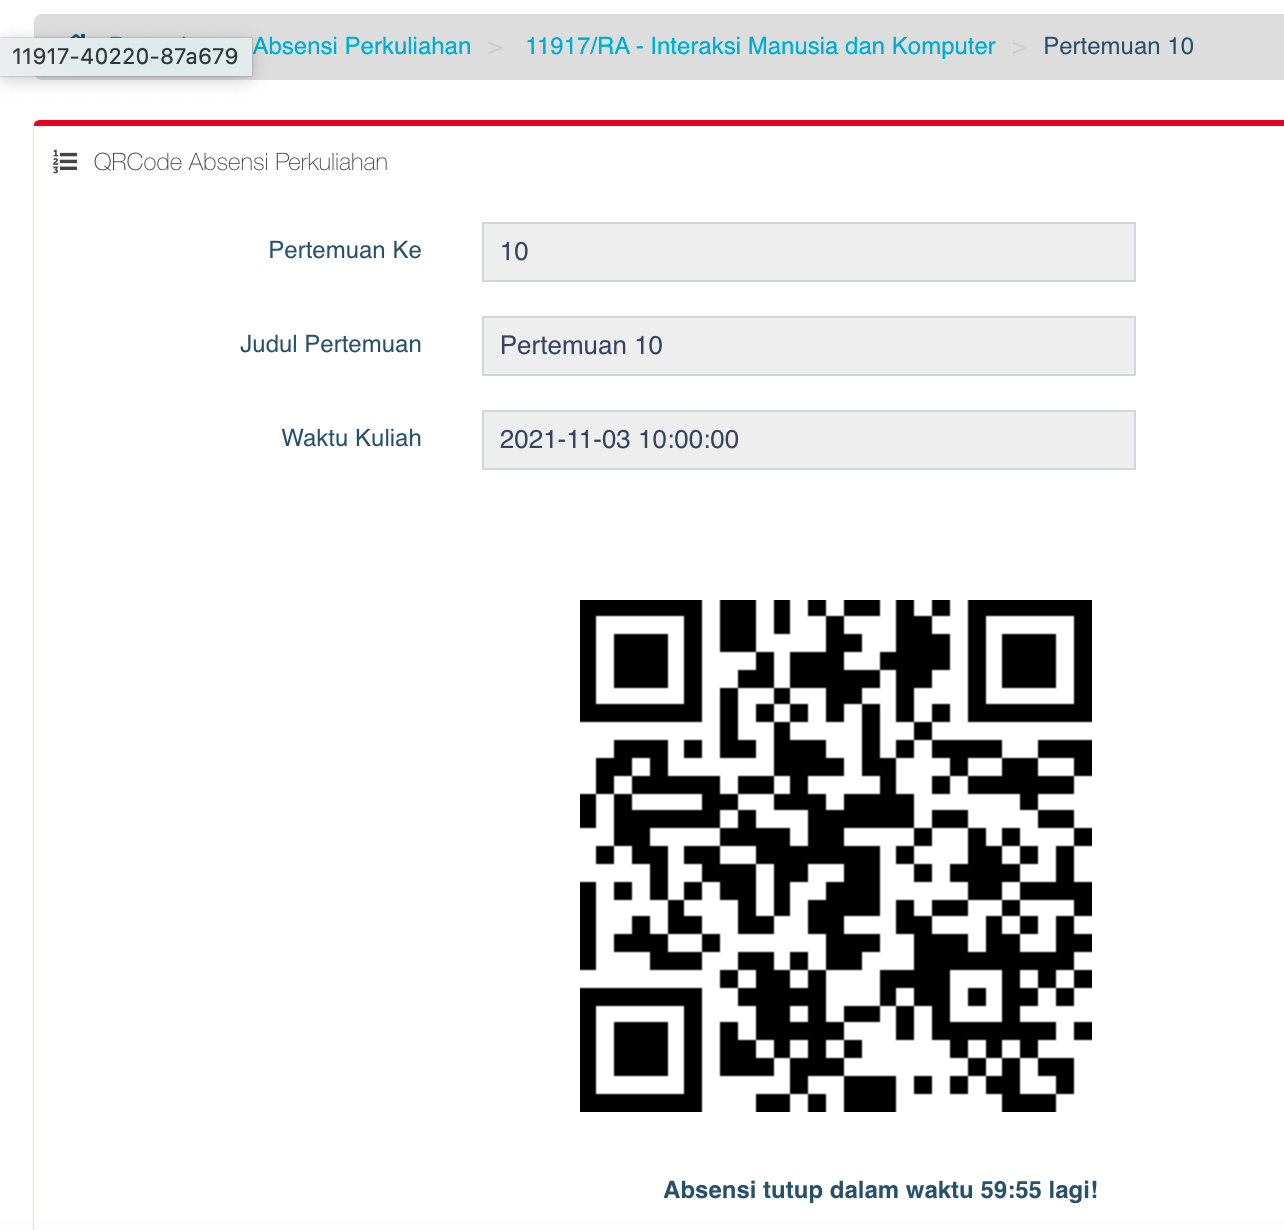 11917-40220-87a679
Absensi Perkuliahan > 11917/RA - Interaksi Manusia dan Komputer > Pertemuan 10
QRCode Absensi Perkuliahan
Pertemuan Ke 10
Judul Pertemuan Pertemuan 10
Waktu Kuliah 2021-11-03 10:00:00
Absensi tutup dalam waktu 59:55 lagi!